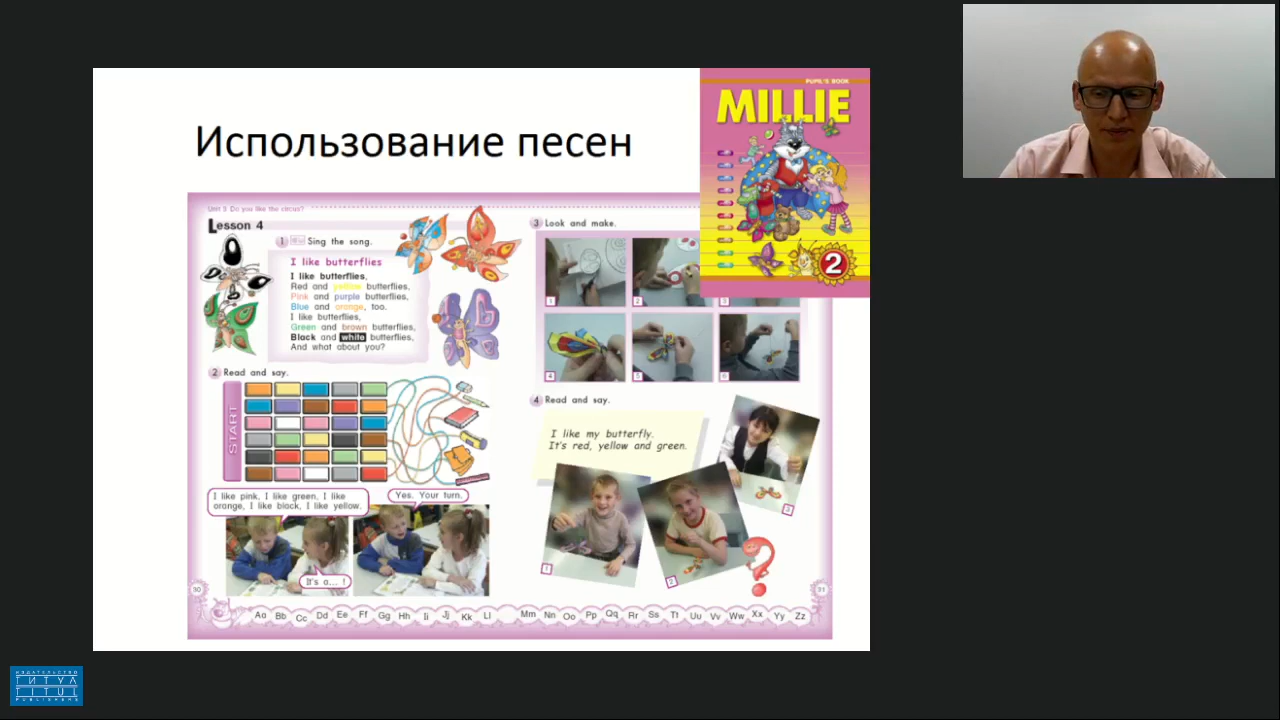 Использование песен
PUPIL'S BOOK
MILLIE
2
Unit 5 Do you like the circus?
Lesson 4
1 Sing the song.
I like butterflies
I like butterflies,
Red and yellow butterflies,
Pink and purple butterflies,
Blue and orange, too.
I like butterflies,
Green and brown butterflies,
Black and white butterflies,
And what about you?
2 Read and say.
START
I like pink, I like green, I like
orange, I like black, I like yellow.
Yes. Your turn.
It's a... !
30
3 Look and make.
1
2
3
4
5
6
4 Read and say.
I like my butterfly.
It's red, yellow and green.
1
2
3
31
Aa Bb Cc Dd Ee Ff Gg Hh Ii Jj Kk Ll Mm Nn Oo Pp Qq Rr Ss Tt Uu Vv Ww Xx Yy Zz
ИЗДАТЕЛЬСТВО
ТИТУЛ
TITUL
PUBLISHERS